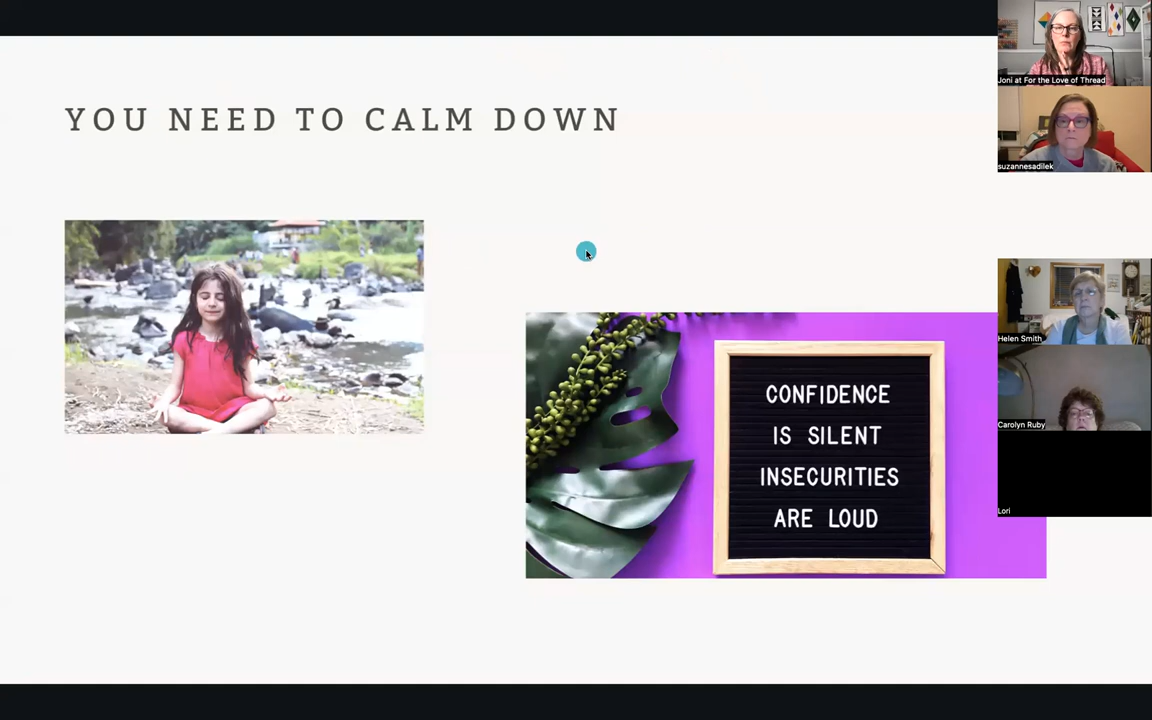 YOU NEED TO CALM DOWN
CONFIDENCE
IS SILENT
INSECURITIES
ARE LOUD
Joni at For the Love of Thread
suzannesadilek
Helen Smith
Carolyn Ruby
Lori